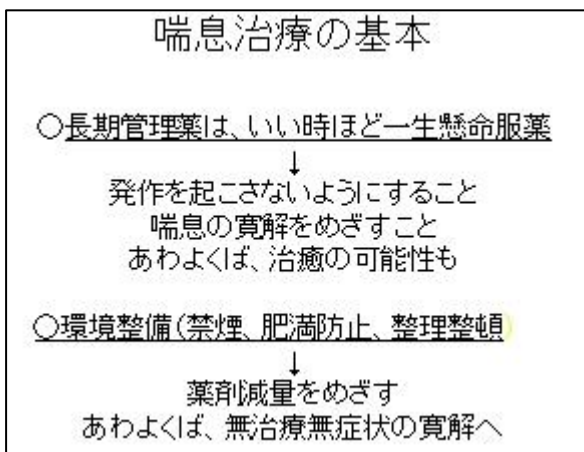 喘息治療の基本
○長期管理薬は、いい時ほど一生懸命服薬
↓
発作を起こさないようにすること
喘息の寛解をめざすこと
あわよくば、治癒の可能性も
○環境整備(禁煙、肥満防止、整理整頓)
↓
薬剤減量をめざす
あわよくば、無治療無症状の寛解へ